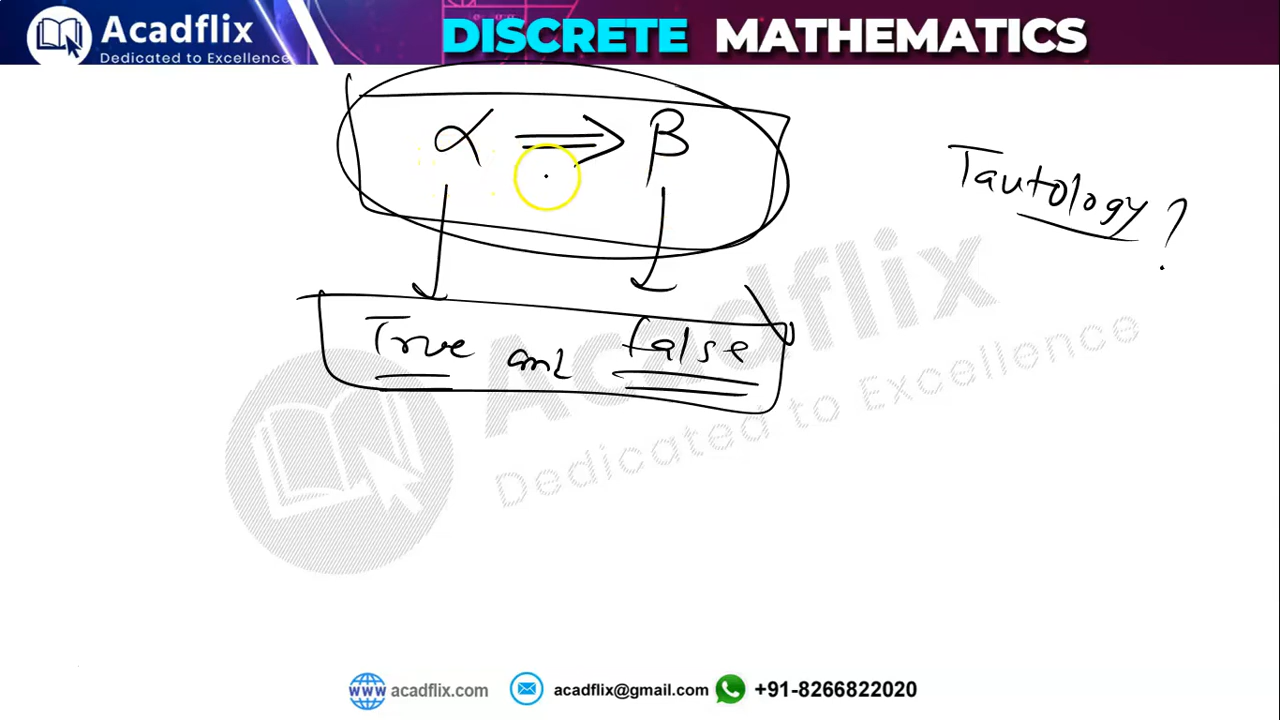 Acadflix
Dedicated to Excellence
DISCRETE MATHEMATICS
α ⇒ β
Tautology?
True and false
Acadflix
Dedicated to Excellence
www acadflix.com
acadflix@gmail.com
+91-8266822020